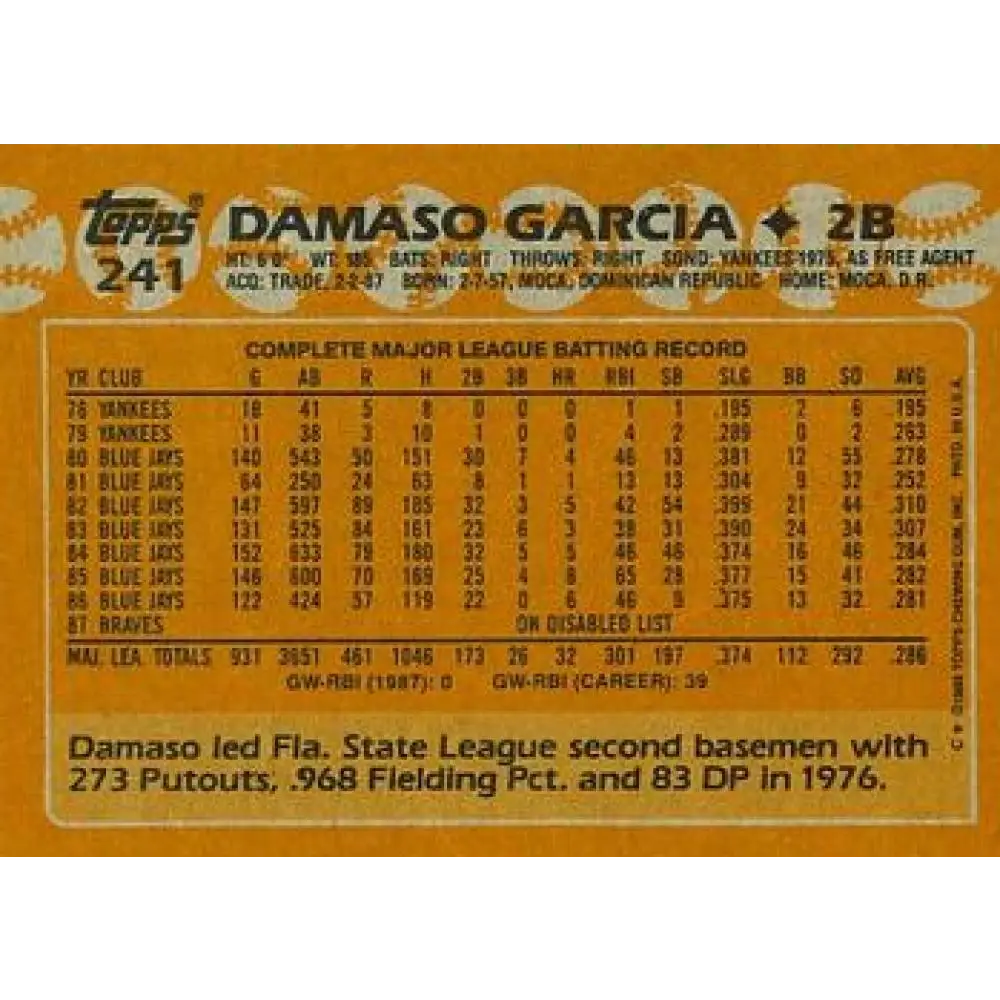 topps® DAMASO GARCIA ✦ 2B
241 HT: 6'0" WT: 185 BATS: RIGHT THROWS: RIGHT SGND: YANKEES 1975, AS FREE AGENT
ACQ: TRADE, 2-2-87 BORN: 2-7-57, MOCA, DOMINICAN REPUBLIC HOME: MOCA, D.R.
COMPLETE MAJOR LEAGUE BATTING RECORD
YR CLUB G AB R H 2B 3B HR RBI SB SLG BB SO AVG
78 YANKEES 18 41 5 8 0 0 0 1 1 .195 2 6 .195
79 YANKEES 11 38 3 10 1 0 0 4 2 .289 0 2 .263
80 BLUE JAYS 140 543 50 151 30 7 4 46 13 .381 12 55 .278
81 BLUE JAYS 64 250 24 63 8 1 1 13 13 .304 9 32 .252
82 BLUE JAYS 147 597 89 185 32 3 5 42 54 .399 21 44 .310
83 BLUE JAYS 131 525 84 161 23 6 3 38 31 .390 24 34 .307
84 BLUE JAYS 152 633 79 180 32 5 5 46 46 .374 16 46 .284
85 BLUE JAYS 146 600 70 169 25 4 8 65 28 .377 15 41 .282
86 BLUE JAYS 122 424 57 119 22 0 6 46 9 .375 13 32 .281
87 BRAVES ON DISABLED LIST
MAJ. LEA. TOTALS 931 3651 461 1046 173 26 32 301 197 .374 112 292 .286
GW-RBI (1987): 0 GW-RBI (CAREER): 39
Damaso led Fla. State League second basemen with
273 Putouts, .968 Fielding Pct. and 83 DP in 1976.
© 1988 TOPPS CHEWING GUM, INC. PRTD. IN U.S.A.